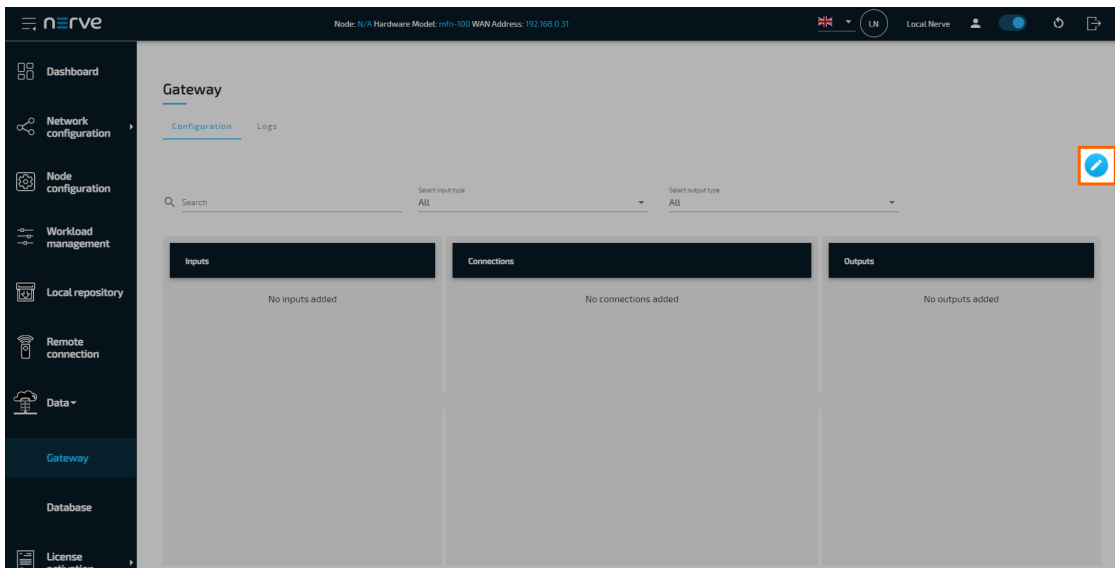 nerve
Node: N/A Hardware Model: mfn-100 WAN Address: 192.168.0.31
LN
Local Nerve
Dashboard
Network
configuration
Node
configuration
Workload
management
Local repository
Remote
connection
Data
Gateway
Database
License
activation
Gateway
Configuration
Logs
Search
Select input type
All
Select output type
All
Inputs
Connections
Outputs
No inputs added
No connections added
No outputs added